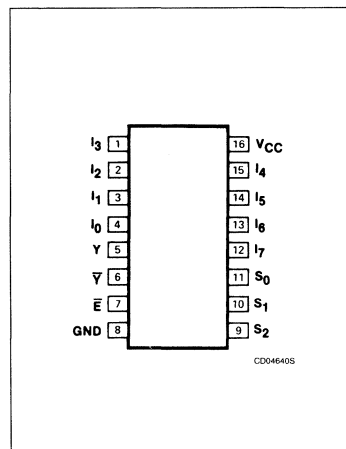 I3 1 16 VCC
I2 2 15 I4
I1 3 14 I5
I0 4 13 I6
Y 5 12 I7
Y̅ 6 11 S0
E̅ 7 10 S1
GND 8 9 S2
CD04640S